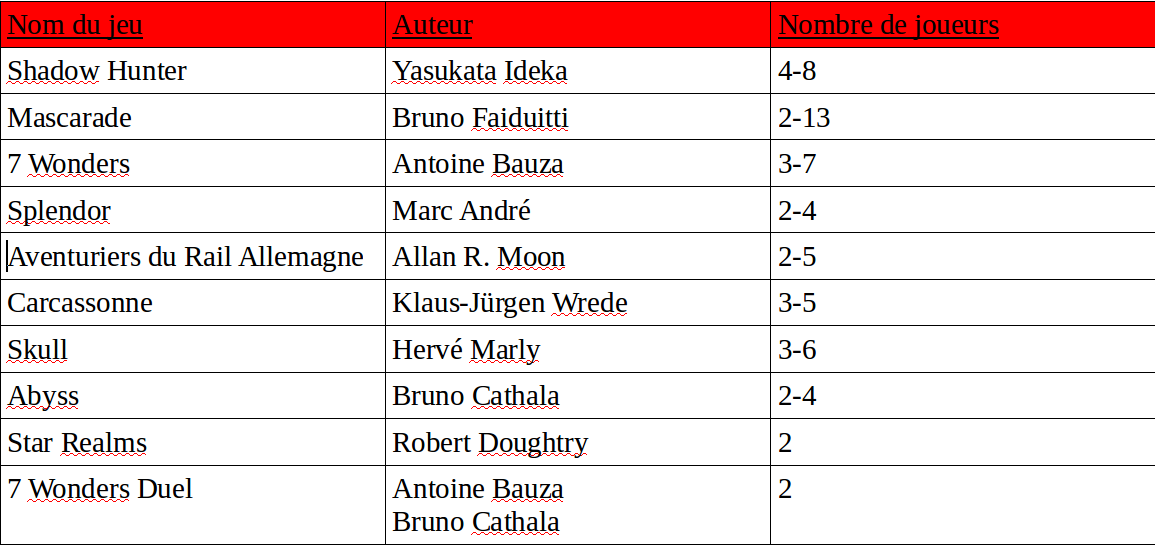 Nom du jeu Auteur Nombre de joueurs
Shadow Hunter Yasukata Ideka 4-8
Mascarade Bruno Faiduitti 2-13
7 Wonders Antoine Bauza 3-7
Splendor Marc André 2-4
Aventuriers du Rail Allemagne Allan R. Moon 2-5
Carcassonne Klaus-Jürgen Wrede 3-5
Skull Hervé Marly 3-6
Abyss Bruno Cathala 2-4
Star Realms Robert Doughtry 2
7 Wonders Duel Antoine Bauza 2
Bruno Cathala